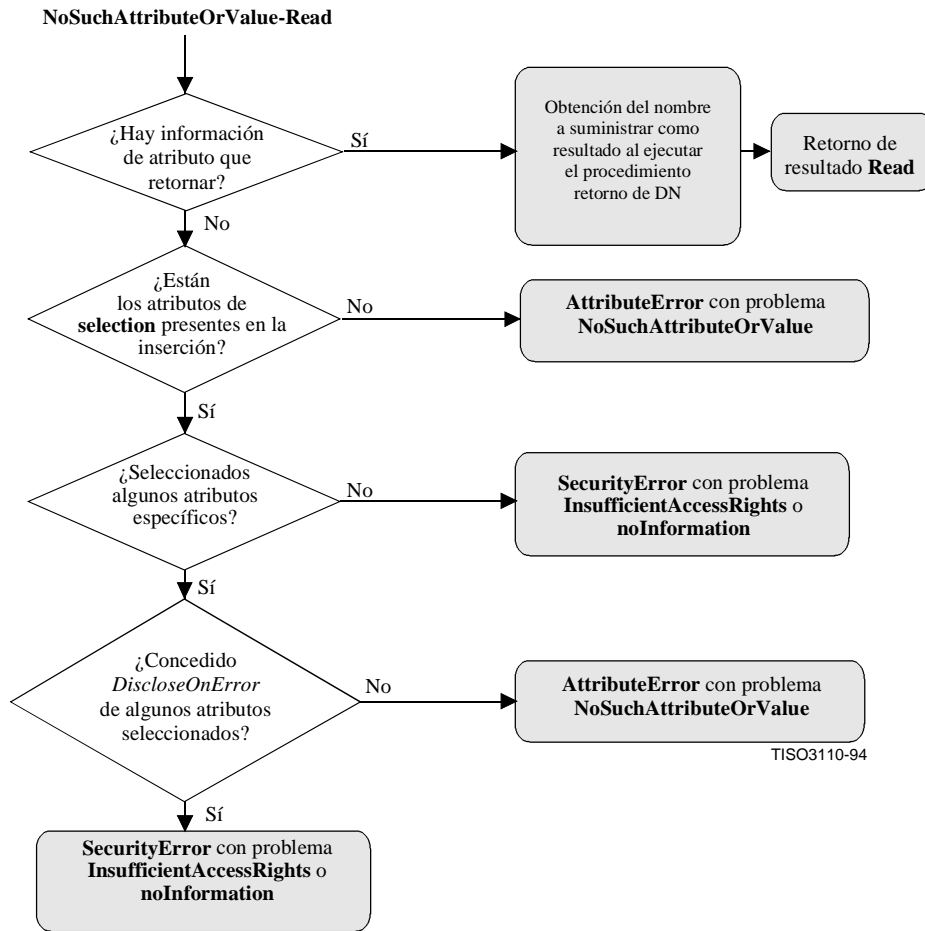 NoSuchAttributeOrValue-Read
¿Hay información
de atributo que
retornar?
Sí
Obtención del nombre
a suministrar como
resultado al ejecutar
el procedimiento
retorno de DN
Retorno de
resultado Read
No
¿Están
los atributos de
selection presentes en la
inserción?
No
AttributeError con problema
NoSuchAttributeOrValue
Sí
¿Seleccionados
algunos atributos
específicos?
No
SecurityError con problema
InsufficientAccessRights o
noInformation
Sí
¿Concedido
DiscloseOnError
de algunos atributos
seleccionados?
No
AttributeError con problema
NoSuchAttributeOrValue
TISO3110-94
Sí
SecurityError con problema
InsufficientAccessRights o
noInformation